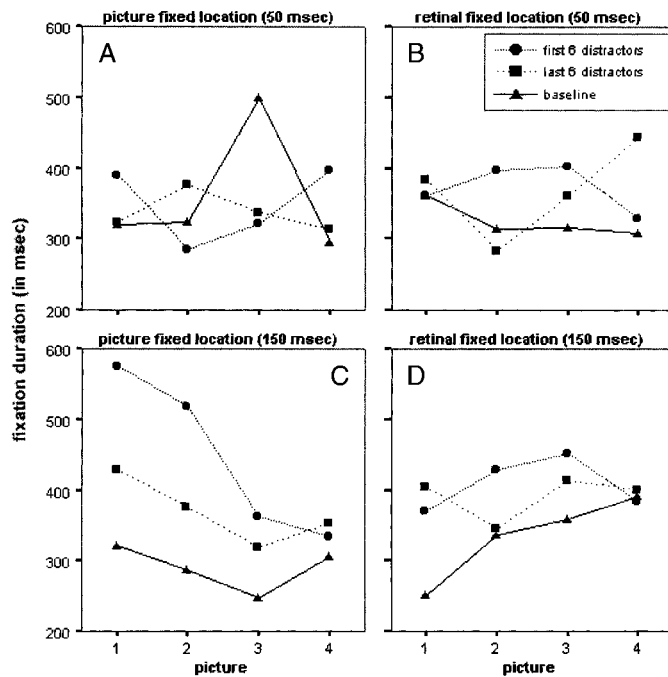 picture fixed location (50 msec)
retinal fixed location (50 msec)
A
B
first 6 distractors
last 6 distractors
baseline
600
500
400
300
200
picture fixed location (150 msec)
retinal fixed location (150 msec)
C
D
600
500
400
300
200
fixation duration (in msec)
1 2 3 4
1 2 3 4
picture
picture